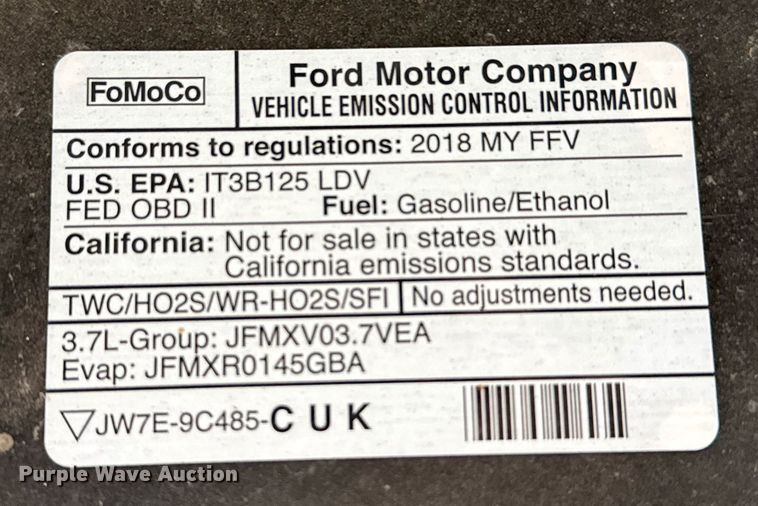 FoMoCo
Ford Motor Company
VEHICLE EMISSION CONTROL INFORMATION
Conforms to regulations: 2018 MY FFV
U.S. EPA: IT3B125 LDV
FED OBD II Fuel: Gasoline/Ethanol
California: Not for sale in states with
California emissions standards.
TWC/HO2S/WR-HO2S/SFI No adjustments needed.
3.7L-Group: JFMXV03.7VEA
Evap: JFMXR0145GBA
JW7E-9C485-C U K
Purple Wave Auction